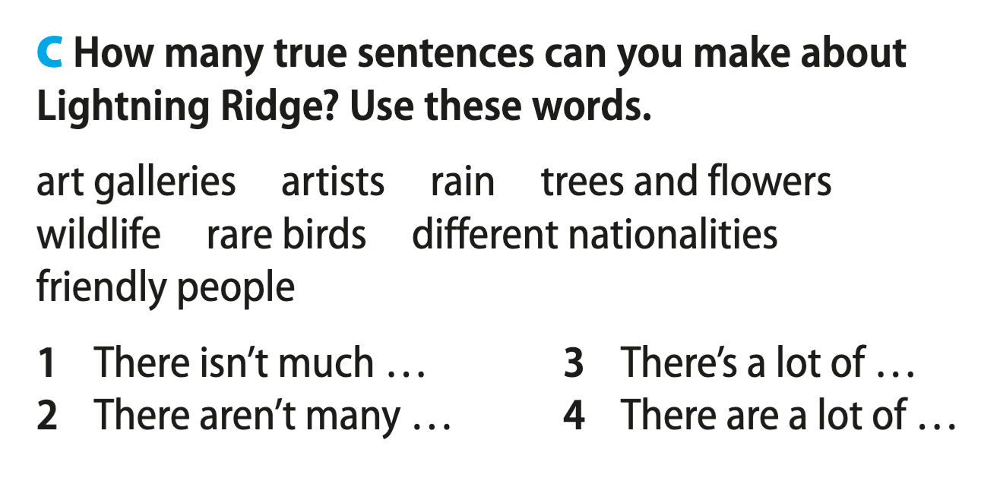 C How many true sentences can you make about
Lightning Ridge? Use these words.
art galleries artists rain trees and flowers
wildlife rare birds different nationalities
friendly people
1 There isn’t much … 3 There’s a lot of …
2 There aren’t many … 4 There are a lot of …